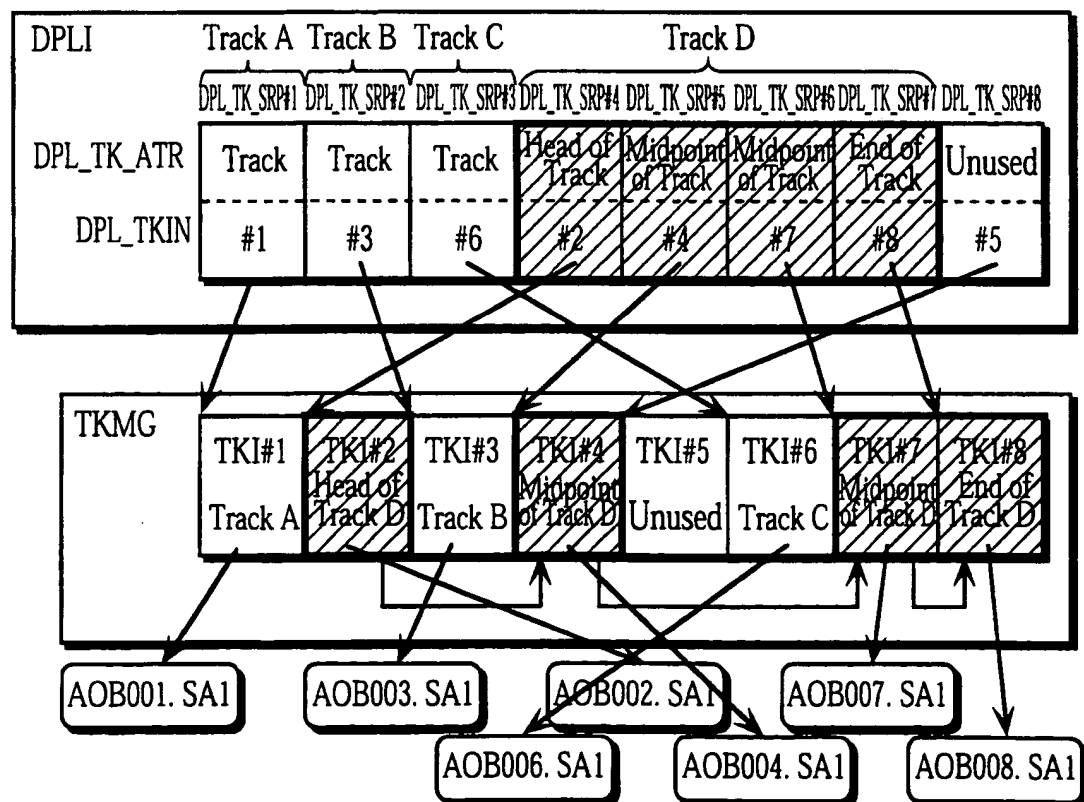 DPLI
Track A Track B Track C Track D
DPL_TK_SRP#1 DPL_TK_SRP#2 DPL_TK_SRP#3 DPL_TK_SRP#4 DPL_TK_SRP#5 DPL_TK_SRP#6 DPL_TK_SRP#7 DPL_TK_SRP#8
DPL_TK_ATR
Track
Track
Track
Head of
Track
Midpoint
of Track
Midpoint
of Track
End of
Track
Unused
DPL_TKIN
#1 #3 #6 #2 #4 #7 #8 #5
TKMG
TKI#1
Track A
TKI#2
Head of
Track D
TKI#3
Track B
TKI#4
Midpoint
of Track D
TKI#5
Unused
TKI#6
Track C
TKI#7
Midpoint
of Track D
TKI#8
End of
Track D
AOB001. SA1 AOB003. SA1 AOB002. SA1 AOB007. SA1
AOB006. SA1 AOB004. SA1 AOB008. SA1